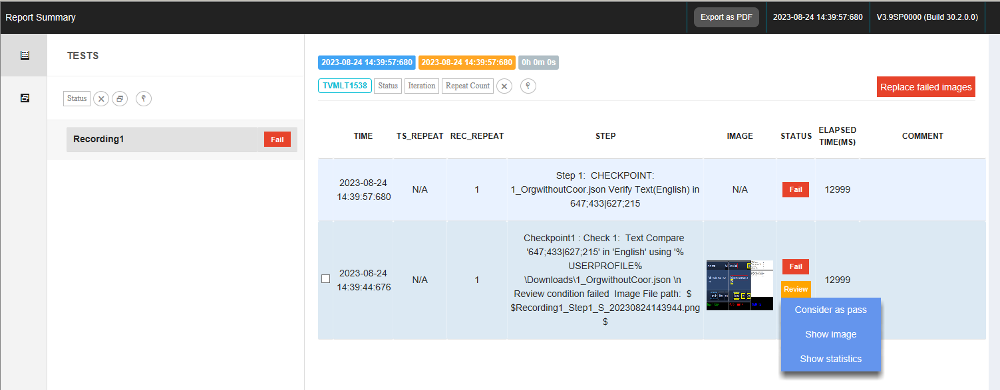 Report Summary
Export as PDF
2023-08-24 14:39:57:680
V3.9SP0000 (Build 30.2.0.0)
TESTS
Status
Recording1
Fail
2023-08-24 14:39:57:680
2023-08-24 14:39:57:680
0h 0m 0s
TVMLT1538
Status
Iteration
Repeat Count
Replace failed images
TIME
TS_REPEAT
REC_REPEAT
STEP
IMAGE
STATUS
ELAPSED
TIME(MS)
COMMENT
2023-08-24
14:39:57:680
N/A
1
Step 1:  CHECKPOINT:
1_OrgwithoutCoor.json Verify Text(English) in
647;433|627;215
N/A
Fail
12999
2023-08-24
14:39:44:676
N/A
1
Checkpoint1 : Check 1:  Text Compare
'647;433|627;215' in 'English' using '%
USERPROFILE%
\Downloads\1_OrgwithoutCoor.json \n
Review condition failed  Image File path:  $
$Recording1_Step1_S_20230824143944.png
$
Fail
Review
12999
Consider as pass
Show image
Show statistics